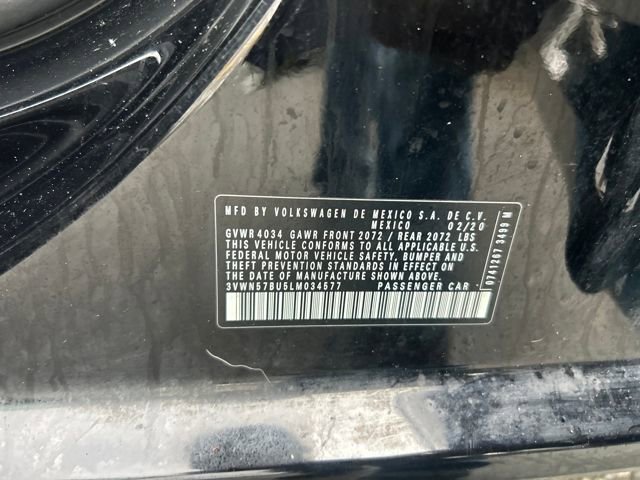 MFD BY VOLKSWAGEN DE MEXICO S.A. DE C.V.
MEXICO 02/20
GVWR 4034 GAWR FRONT 2072 / REAR 2072 LBS
THIS VEHICLE CONFORMS TO ALL APPLICABLE U.S.
FEDERAL MOTOR VEHICLE SAFETY, BUMPER AND
THEFT PREVENTION STANDARDS IN EFFECT ON
THE DATE OF MANUFACTURE SHOWN ABOVE.
3VWN57BU5LM034577 PASSENGER CAR
0741267 3499 M